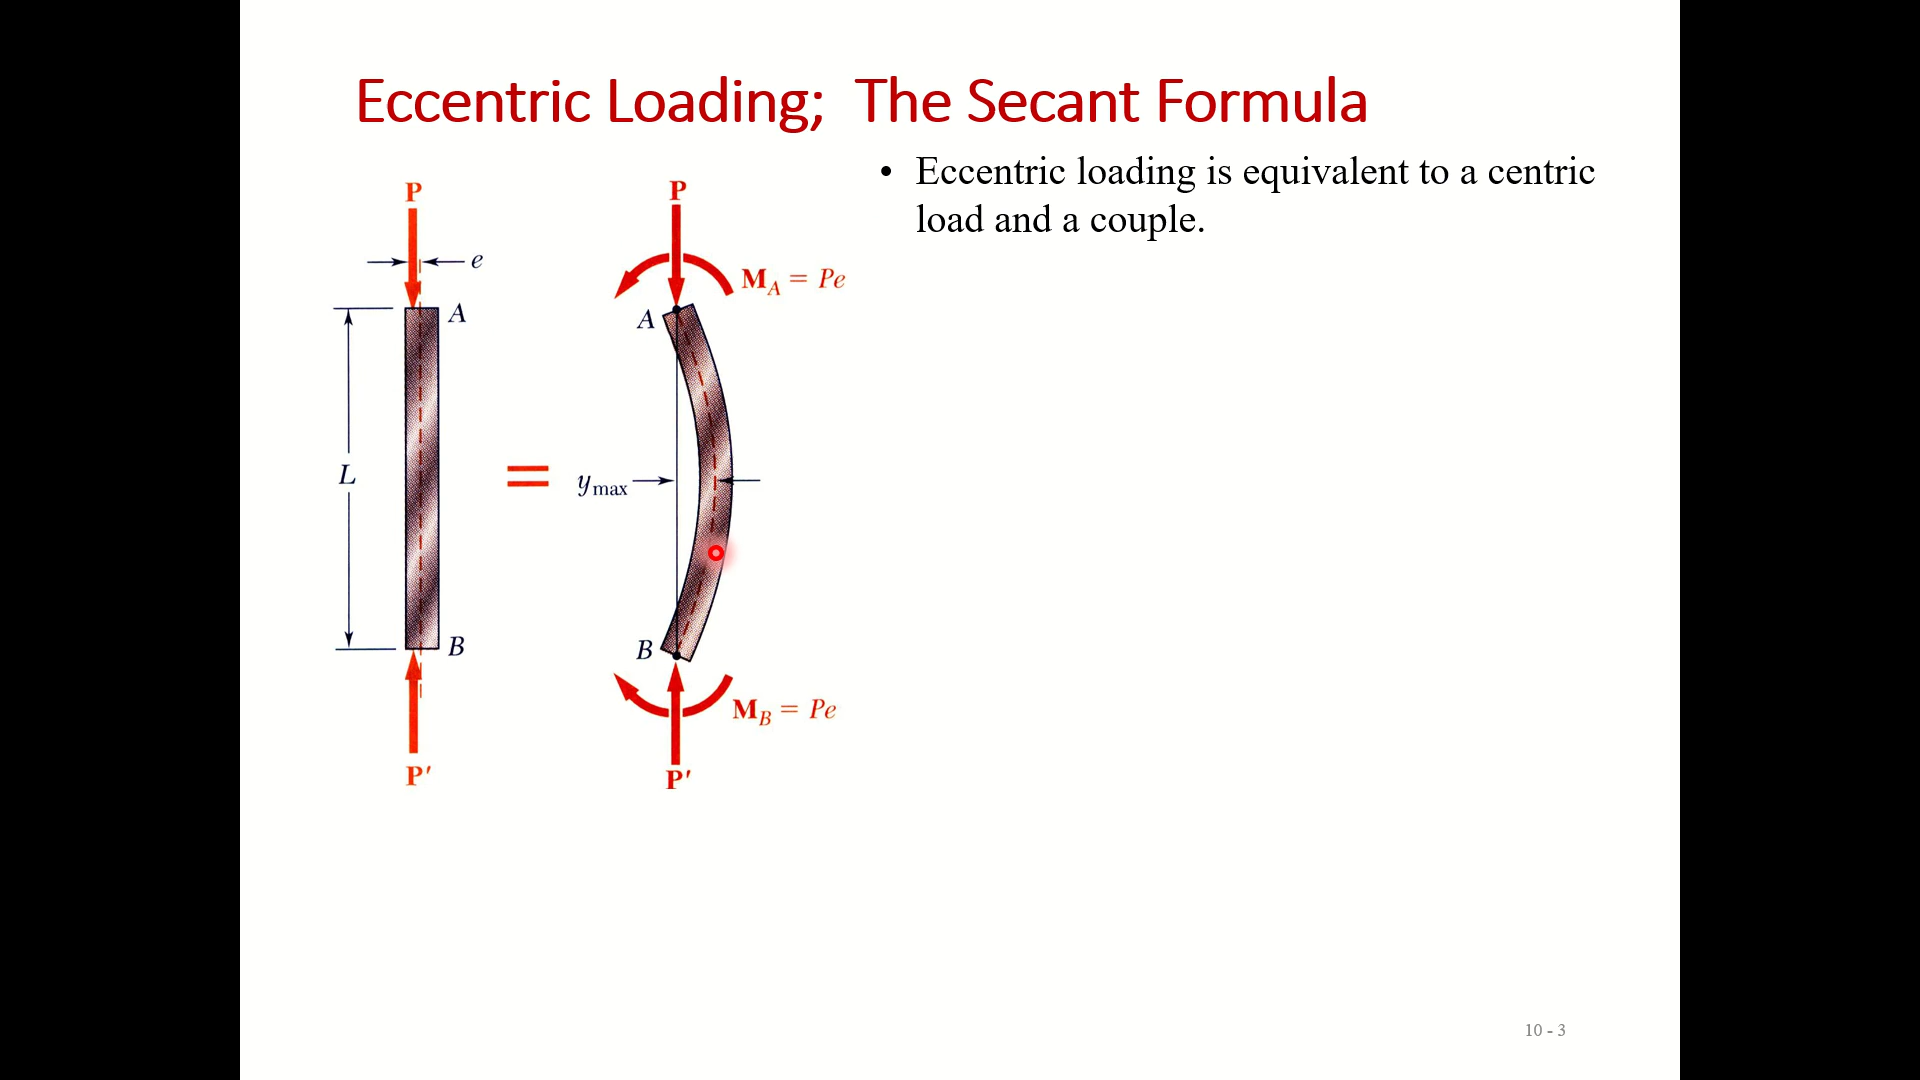 Eccentric Loading; The Secant Formula
• Eccentric loading is equivalent to a centric
load and a couple.
P
e
A
L
B
P′
=
P
M_A = Pe
A
y_max
B
M_B = Pe
P′
10 - 3